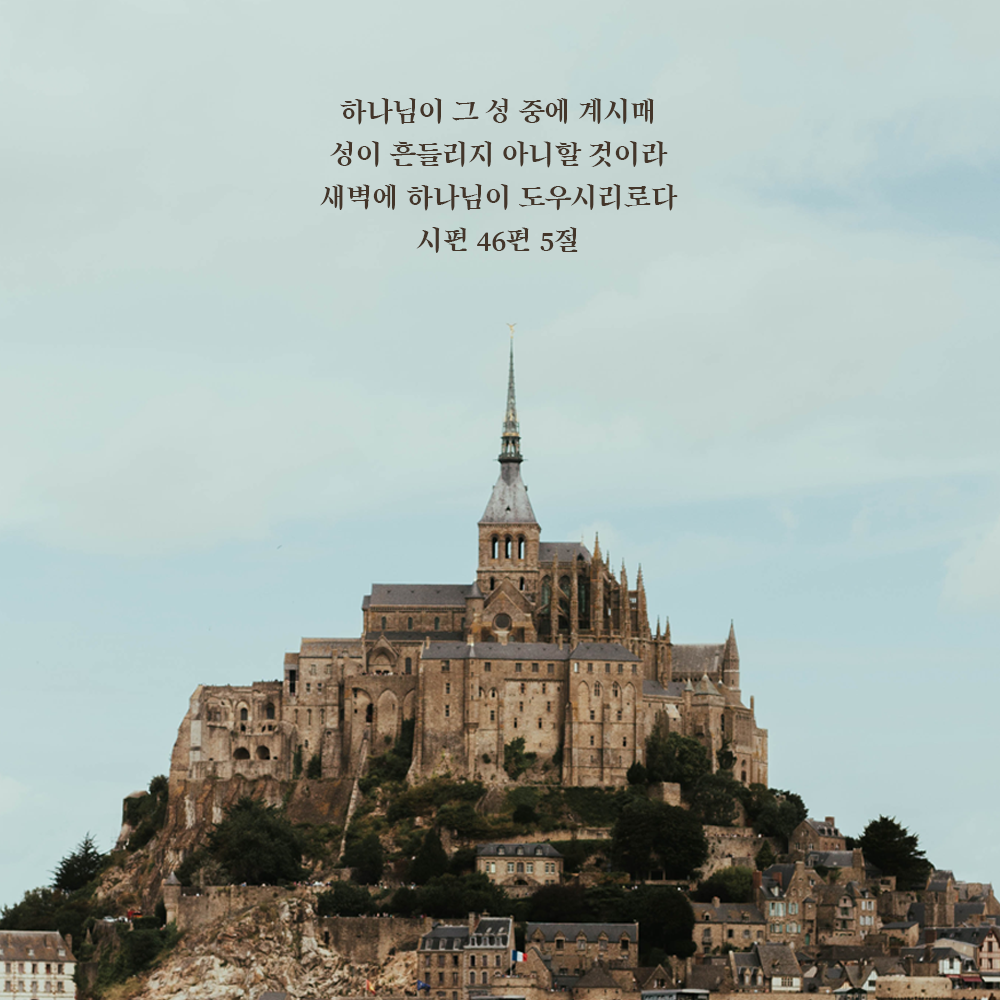 하나님이 그 성 중에 계시매
성이 흔들리지 아니할 것이라
새벽에 하나님이 도우시리로다
시편 46편 5절